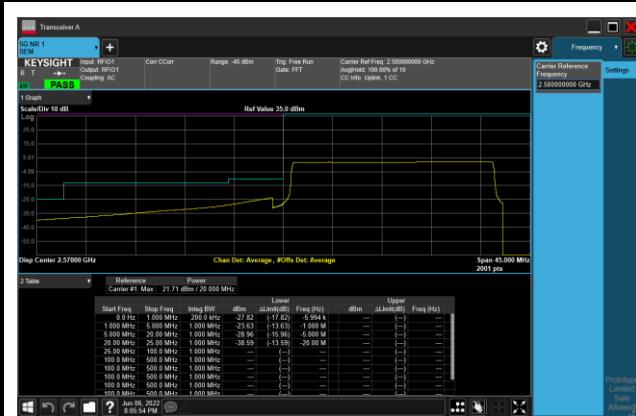 Transceiver A
5G NR 1
SEM
Frequency
KEYSIGHT
R T
PASS
Input: RFIO1
Output: RFIO1
Coupling: AC
Corr CCorr
Range: -45 dBm
Trig: Free Run
Gate: FFT
Carrier Ref Freq: 2.580000000 GHz
Avg|Hold: 100.00% of 10
CC Info: Uplink, 1 CC
Carrier Reference
Frequency
2.580000000 GHz
Settings
1 Graph
Scale/Div 10 dB
Ref Value 35.0 dBm
Log
25.0
15.0
5.01
-4.99
-15.0
-25.0
-35.0
-45.0
-55.0
Disp Center 2.57000 GHz
Chan Det: Average , #Offs Det: Average
Span 45.000 MHz
2001 pts
2 Table
Reference Power
Carrier #1 Max 21.71 dBm / 20.000 MHz
Lower Upper
Start Freq Stop Freq Integ BW dBm ΔLimit(dB) Freq (Hz) dBm ΔLimit(dB) Freq (Hz)
0.0 Hz 1.000 MHz 200.0 kHz -27.82 (-17.82) -5.994 k --- (---) ---
1.000 MHz 5.000 MHz 1.000 MHz -23.63 (-13.63) -1.000 M --- (---) ---
5.000 MHz 20.00 MHz 1.000 MHz -28.96 (-15.96) -5.000 M --- (---) ---
20.00 MHz 25.00 MHz 1.000 MHz -38.59 (-13.59) -20.00 M --- (---) ---
25.00 MHz 100.0 MHz 1.000 MHz --- (---) --- --- (---) ---
100.0 MHz 500.0 MHz 1.000 MHz --- (---) --- --- (---) ---
100.0 MHz 500.0 MHz 1.000 MHz --- (---) --- --- (---) ---
100.0 MHz 500.0 MHz 1.000 MHz --- (---) --- --- (---) ---
100.0 MHz 500.0 MHz 1.000 MHz --- (---) --- --- (---) ---
Jun 06, 2022
8:05:54 PM
Limited
Sale